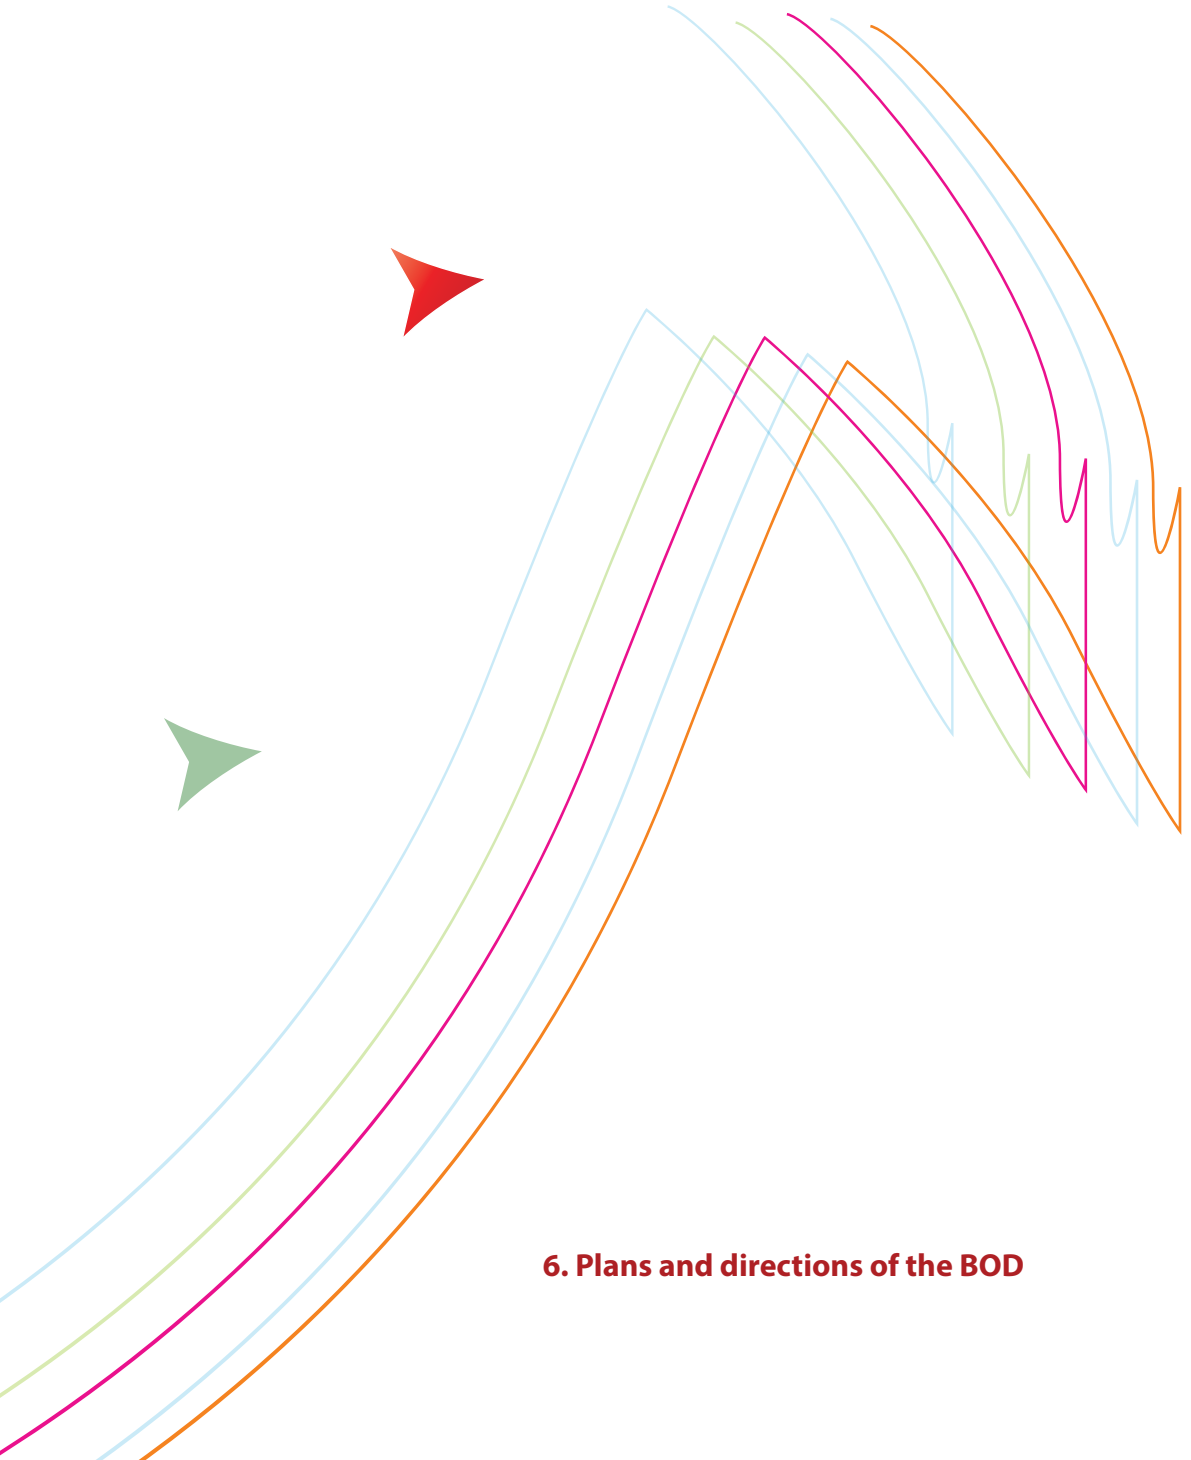 6. Plans and directions of the BOD